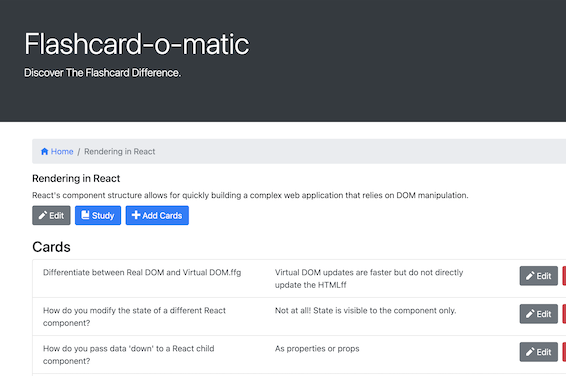 Flashcard-o-matic
Discover The Flashcard Difference.
Home / Rendering in React
Rendering in React
React's component structure allows for quickly building a complex web application that relies on DOM manipulation.
Edit Study Add Cards
Cards
Differentiate between Real DOM and Virtual DOM.ffg
Virtual DOM updates are faster but do not directly
update the HTMLff
Edit
How do you modify the state of a different React
component?
Not at all! State is visible to the component only.
Edit
How do you pass data 'down' to a React child
component?
As properties or props
Edit